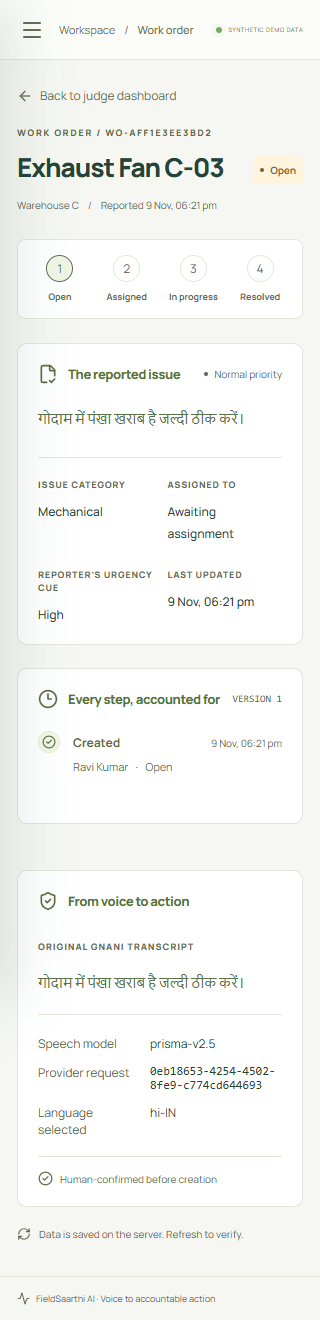 Workspace / Work order
SYNTHETIC DEMO DATA
Back to judge dashboard
WORK ORDER / WO-AFF1E3EE3BD2
Exhaust Fan C-03
Open
Warehouse C / Reported 9 Nov, 06:21 pm
1 2 3 4
Open Assigned In progress Resolved
The reported issue
Normal priority
गोदाम में पंखा खराब है जल्दी ठीक करें।
ISSUE CATEGORY
Mechanical
ASSIGNED TO
Awaiting
assignment
REPORTER'S URGENCY
CUE
High
LAST UPDATED
9 Nov, 06:21 pm
Every step, accounted for
VERSION 1
Created
9 Nov, 06:21 pm
Ravi Kumar · Open
From voice to action
ORIGINAL GNANI TRANSCRIPT
गोदाम में पंखा खराब है जल्दी ठीक करें।
Speech model prisma-v2.5
Provider request 0eb18653-4254-4502-
8fe9-c774cd644693
Language
selected
hi-IN
Human-confirmed before creation
Data is saved on the server. Refresh to verify.
FieldSaarthi AI · Voice to accountable action